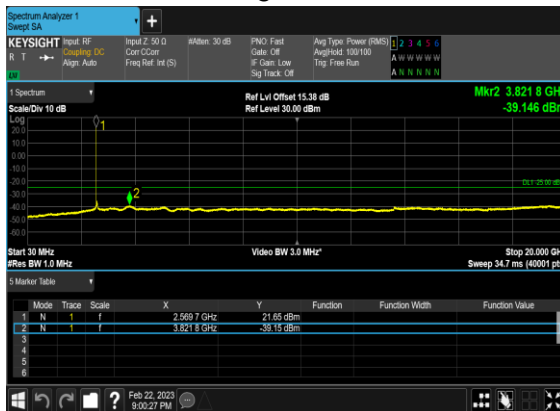 Spectrum Analyzer 1
Swept SA
+
KEYSIGHT Input: RF Input Z: 50 Ω #Atten: 30 dB PNO: Fast Avg Type: Power (RMS) 1 2 3 4 5 6
R T Coupling: DC Corr CCorr Gate: Off Avg|Hold: 100/100 A W W W W W
Align: Auto Freq Ref: Int (S) IF Gain: Low Trig: Free Run
Sig Track: Off A N N N N N
1 Spectrum Ref Lvl Offset 15.38 dB Mkr2 3.821 8 GH
Scale/Div 10 dB Ref Level 30.00 dBm -39.146 dB
Log
1
20.0
10.0
0.00
-10.0
-20.0
DL1 -25.00 dB
-30.0
2
-40.0
-50.0
-60.0
Start 30 MHz Video BW 3.0 MHz* Stop 20.000 GH
#Res BW 1.0 MHz Sweep 34.7 ms (40001 pt
5 Marker Table
Mode Trace Scale X Y Function Function Width Function Value
1 N 1 f 2.569 7 GHz 21.65 dBm
2 N 1 f 3.821 8 GHz -39.15 dBm
3
4
5
6
? Feb 22, 2023
9:00:27 PM